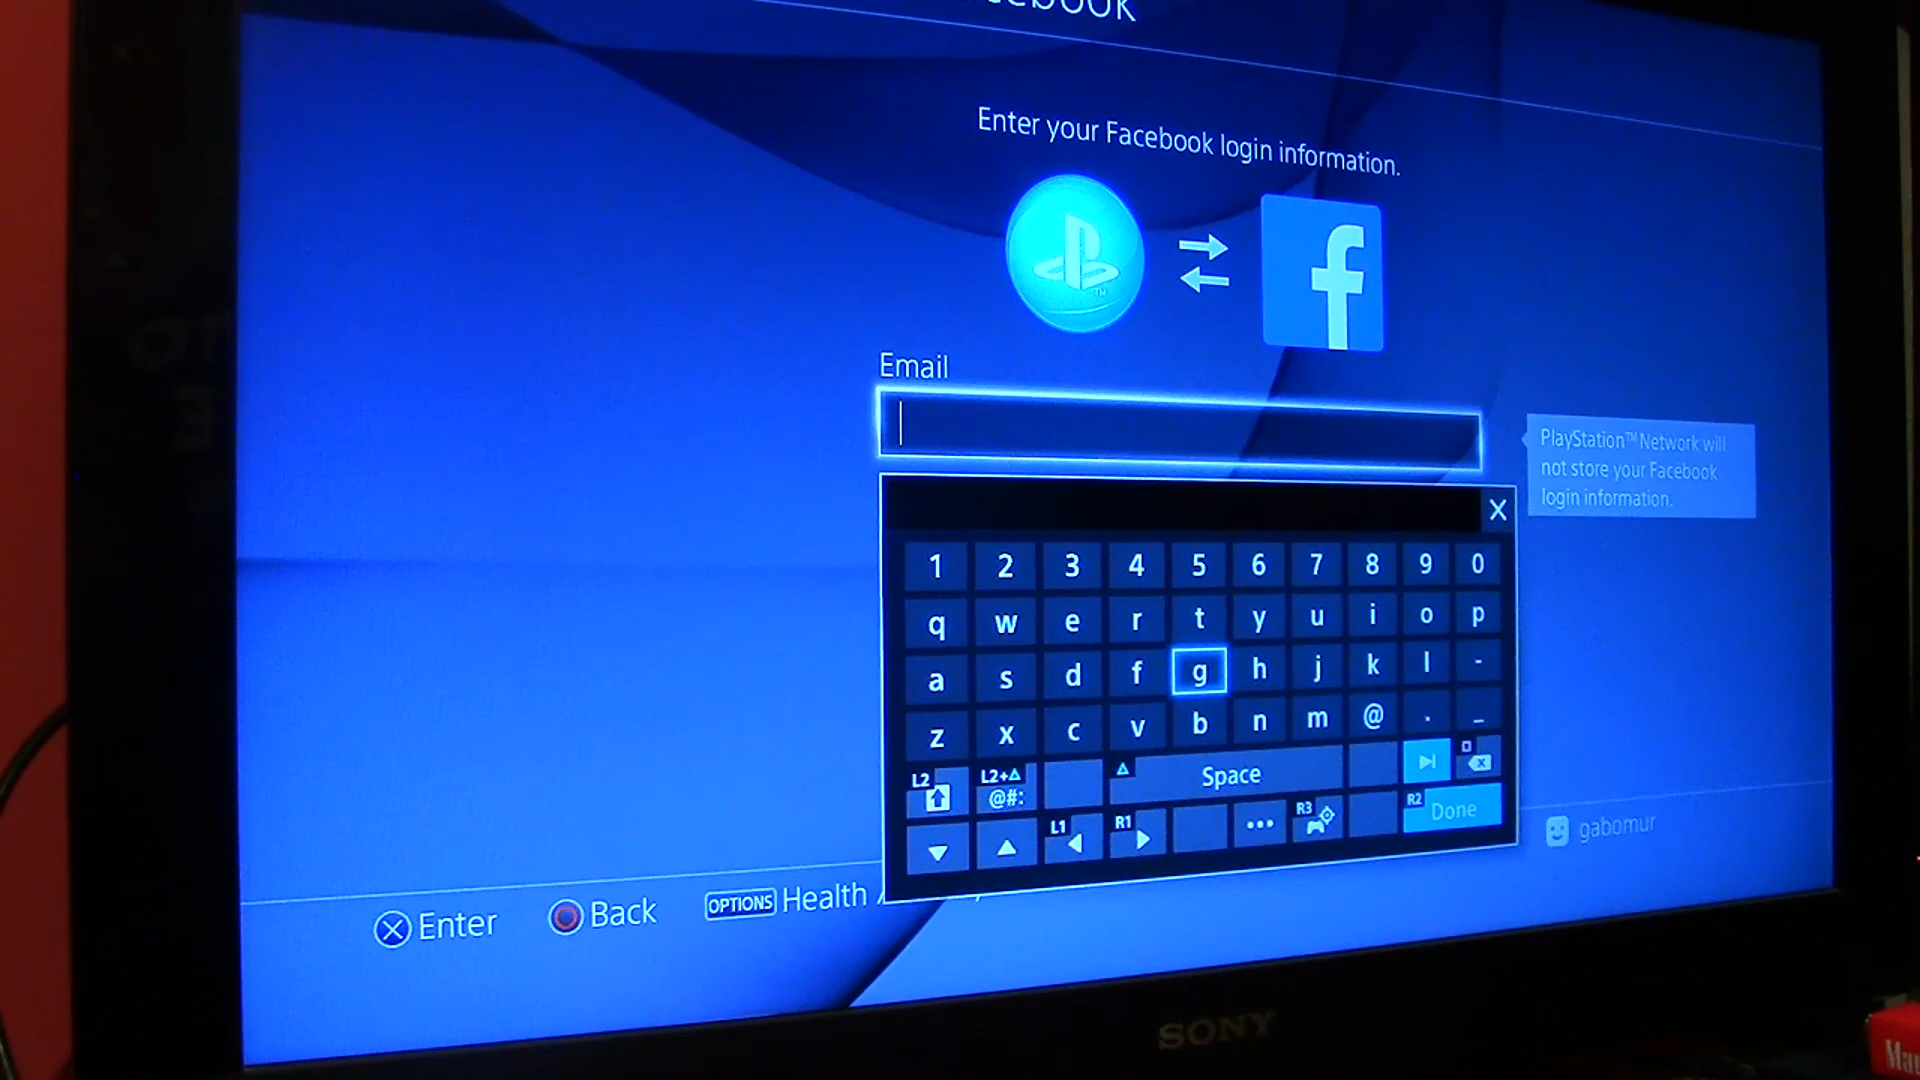 Enter your Facebook login information.
Email
PlayStation™Network will
not store your Facebook
login information.
X
1 2 3 4 5 6 7 8 9 0
q w e r t y u i o p
a s d f g h j k l -
z x c v b n m @ . _
L2 L2+△ @#: △ Space
L1 R1 ... R3 R2 Done
gabomur
Enter Back OPTIONS Health
SONY